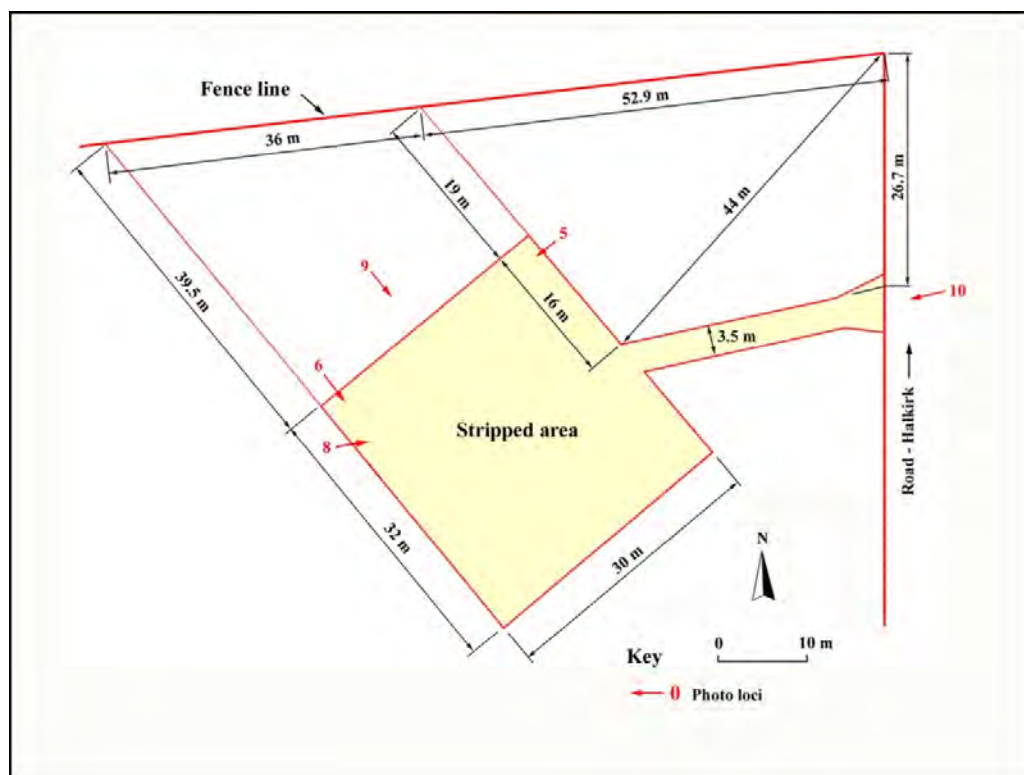 Fence line
52.9 m
36 m
26.7 m
19 m
44 m
5
9
39.5 m
10
16 m
3.5 m
6
Stripped area
8
Road - Halkirk
32 m
30 m
N
Key
0 10 m
0 Photo loci